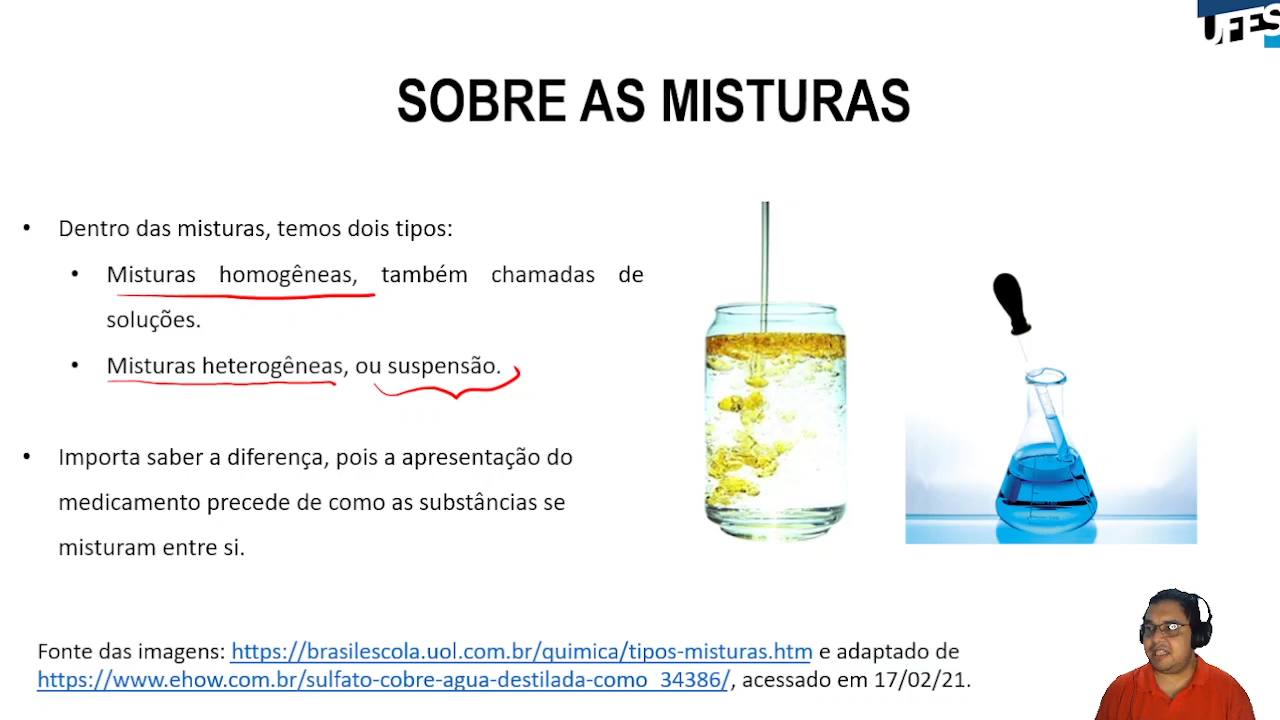 UFES
SOBRE AS MISTURAS
• Dentro das misturas, temos dois tipos:
• Misturas homogêneas, também chamadas de
soluções.
• Misturas heterogêneas, ou suspensão.
• Importa saber a diferença, pois a apresentação do
medicamento precede de como as substâncias se
misturam entre si.
Fonte das imagens: https://brasilescola.uol.com.br/quimica/tipos-misturas.htm e adaptado de
https://www.ehow.com.br/sulfato-cobre-agua-destilada-como_34386/, acessado em 17/02/21.